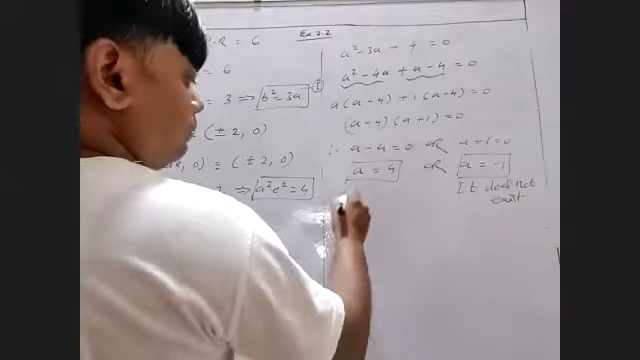 Ex 7.2
-R = 6
= 6
= 3 ⇒ b² = 3a
①
≡ (± 2, 0)
e, 0) ≡ (± 2, 0)
⇒ a²e² = 4
a² - 3a - 4 = 0
a² - 4a + a - 4 = 0
a(a-4) + 1(a-4) = 0
(a-4) (a+1) = 0
∴ a - 4 = 0 OR a + 1 = 0
a = 4 OR a = -1
It does not
exist